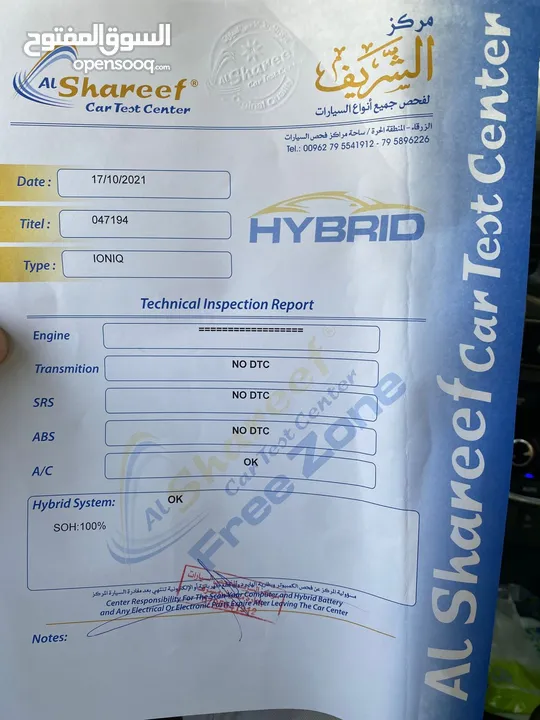 السوق المفتوح
opensooq.com
Al Shareef®
Car Test Center
مركز
الشريف
لفحص جميع أنواع السيارات
الزرقاء - المنطقة الحرة / ساحة مراكز فحص السيارات
Tel.: 00962 79 5541912 - 79 5896226
Date : 17/10/2021
Titel : 047194
Type : IONIQ
HYBRID
Technical Inspection Report
Engine ==================
Transmition NO DTC
SRS NO DTC
ABS NO DTC
A/C OK
Hybrid System: OK
SOH:100%
Al Shareef®
Car Test Center
Free Zone
Center Responsibility For The Scan Your Computer and Hybrid Battery
and Any Electrical Or Electronic Parts Expire After Leaving The Car Center
Notes:
Al Shareef Car Test Center